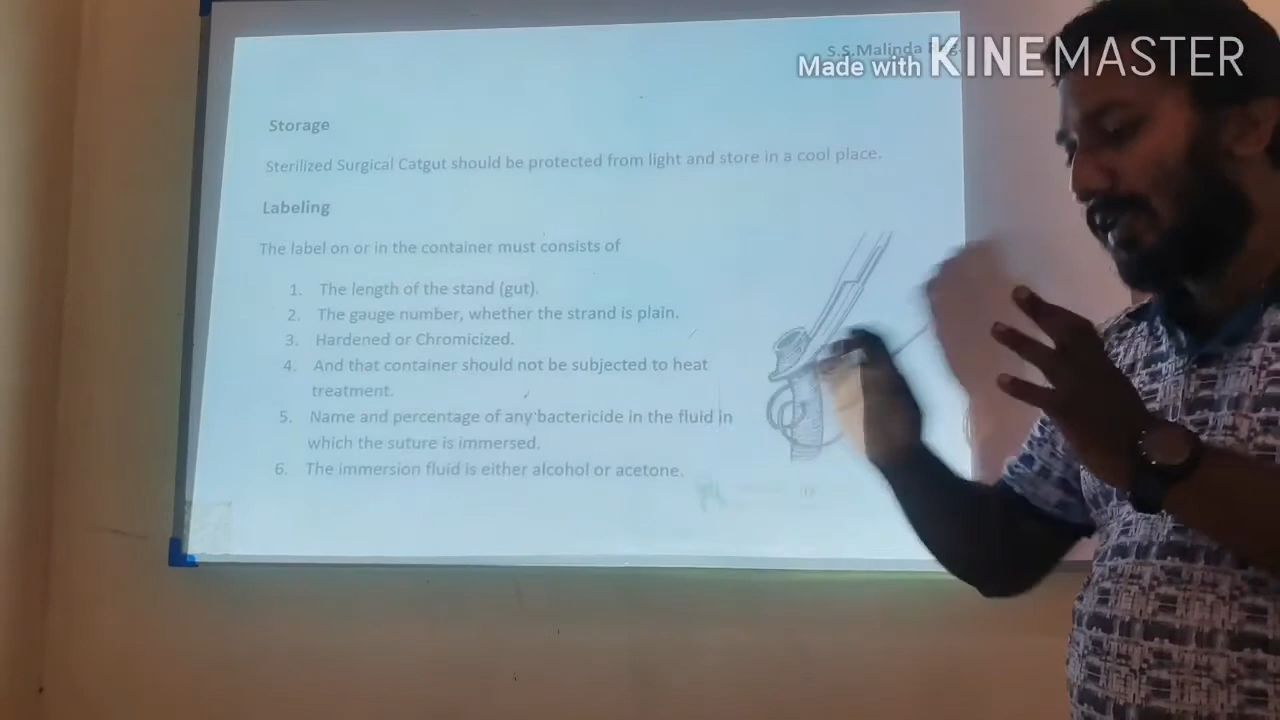 S.S.Malinda
Made with KINEMASTER
Storage
Sterilized Surgical Catgut should be protected from light and store in a cool place.
Labeling
The label on or in the container must consists of
1. The length of the stand (gut).
2. The gauge number, whether the strand is plain.
3. Hardened or Chromicized.
4. And that container should not be subjected to heat
treatment.
5. Name and percentage of any bactericide in the fluid in
which the suture is immersed.
6. The immersion fluid is either alcohol or acetone.